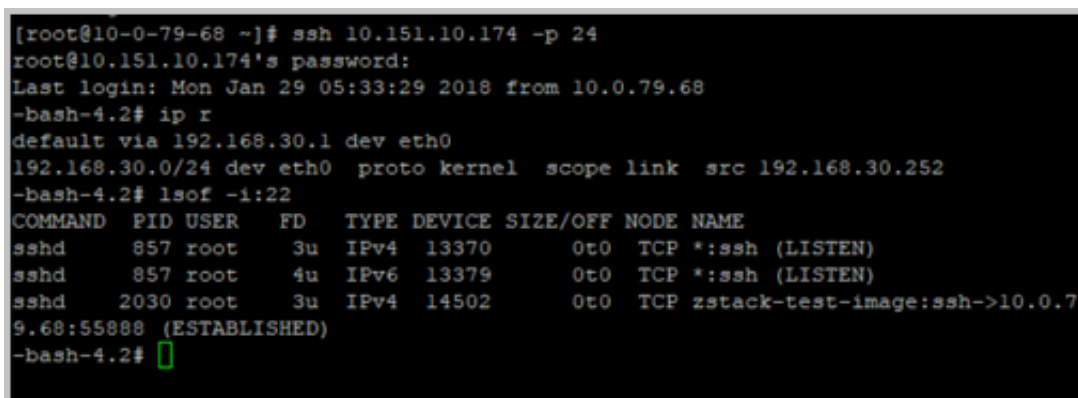 [root@10-0-79-68 ~]# ssh 10.151.10.174 -p 24
root@10.151.10.174's password:
Last login: Mon Jan 29 05:33:29 2018 from 10.0.79.68
-bash-4.2# ip r
default via 192.168.30.1 dev eth0
192.168.30.0/24 dev eth0  proto kernel  scope link  src 192.168.30.252
-bash-4.2# lsof -i:22
COMMAND  PID USER   FD   TYPE DEVICE SIZE/OFF NODE NAME
sshd     857 root    3u  IPv4  13370      0t0  TCP *:ssh (LISTEN)
sshd     857 root    4u  IPv6  13379      0t0  TCP *:ssh (LISTEN)
sshd    2030 root    3u  IPv4  14502      0t0  TCP zstack-test-image:ssh->10.0.7
9.68:55888 (ESTABLISHED)
-bash-4.2#